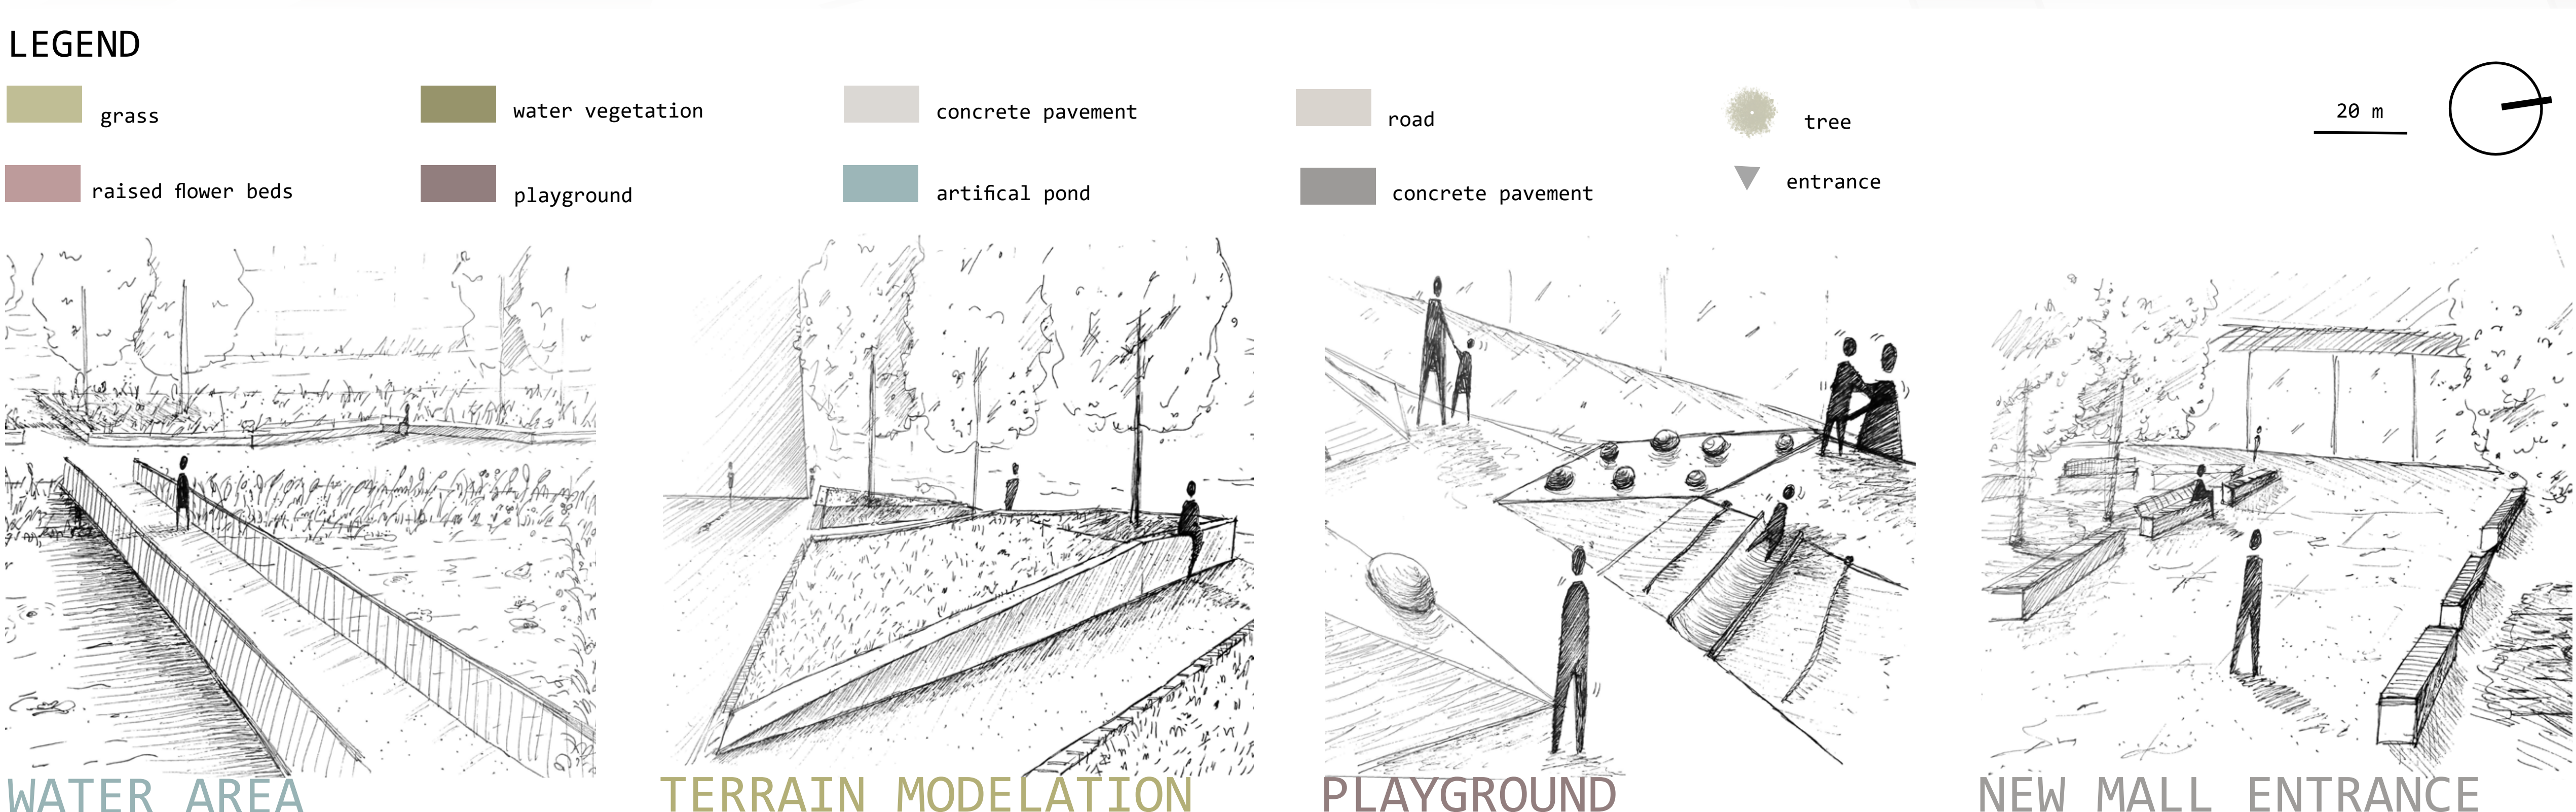 LEGEND
grass
water vegetation
concrete pavement
road
tree
20 m
raised flower beds
playground
artifical pond
concrete pavement
entrance
WATER AREA
TERRAIN MODELATION
PLAYGROUND
NEW MALL ENTRANCE